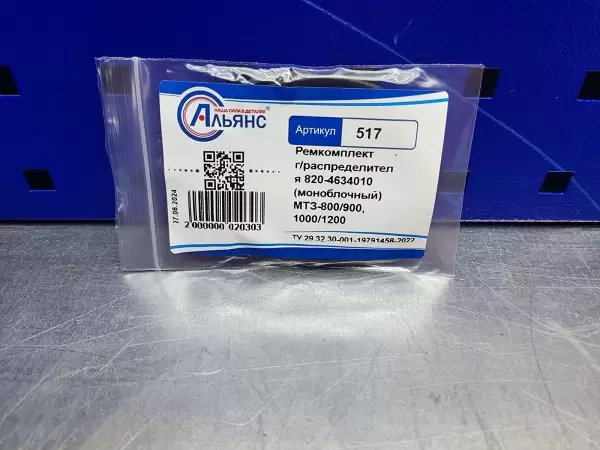 НАША СИЛА В ДЕТАЛЯХ
АЛЬЯНС®
Артикул 517
Ремкомплект
г/распределител
я 820-4634010
(моноблочный)
МТЗ-800/900,
1000/1200
27.08.2024
2 000000 020303
ТУ 29.32.30-001-19791458-2022